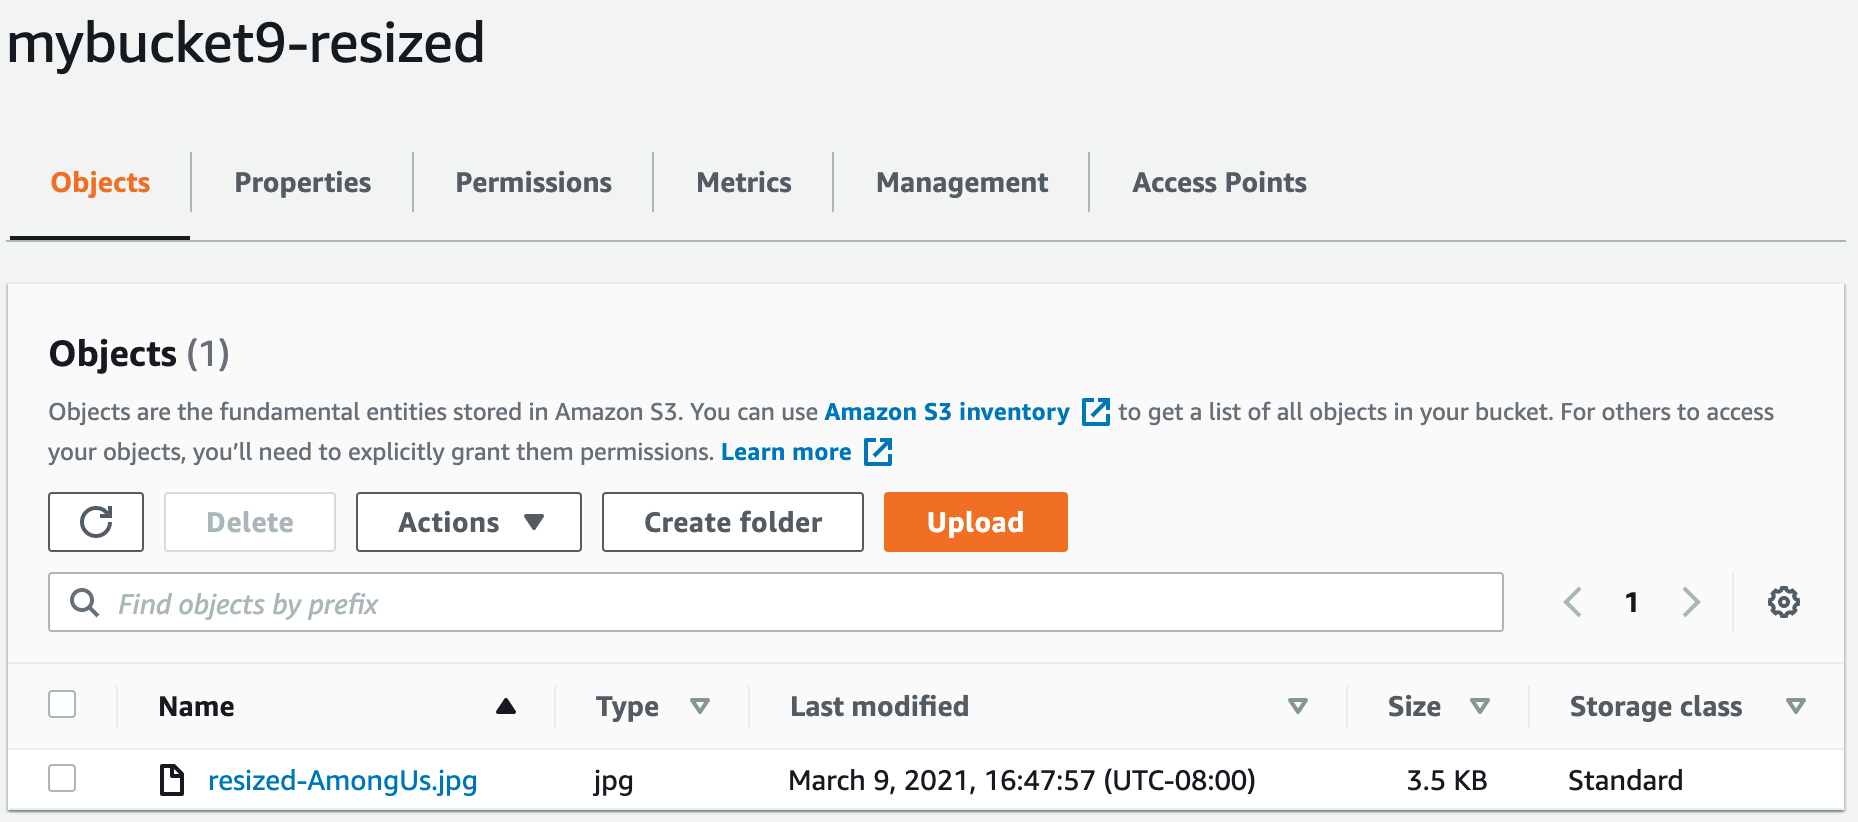 mybucket9-resized
Objects Properties Permissions Metrics Management Access Points
Objects (1)
Objects are the fundamental entities stored in Amazon S3. You can use Amazon S3 inventory to get a list of all objects in your bucket. For others to access
your objects, you’ll need to explicitly grant them permissions. Learn more
Delete Actions Create folder Upload
Find objects by prefix 1
Name Type Last modified Size Storage class
resized-AmongUs.jpg jpg March 9, 2021, 16:47:57 (UTC-08:00) 3.5 KB Standard